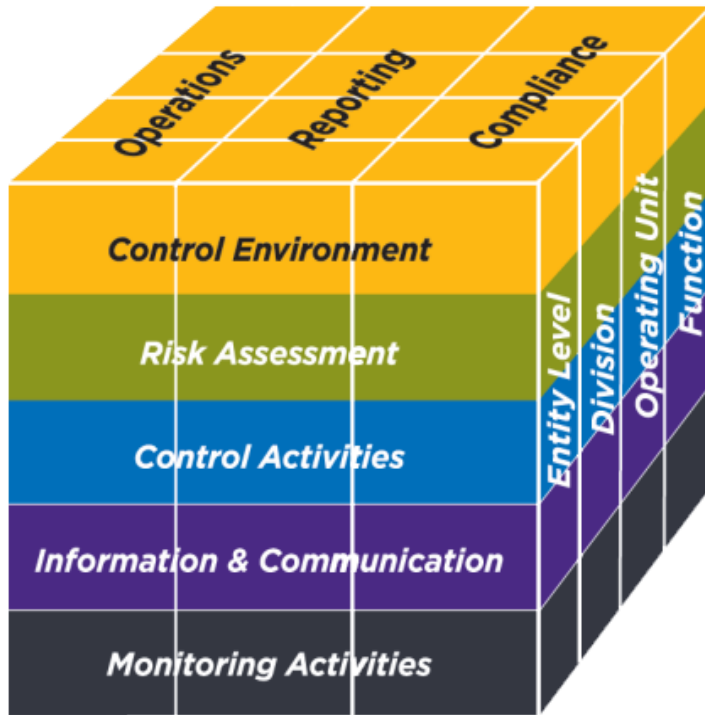 Operations
Reporting
Compliance
Control Environment
Risk Assessment
Control Activities
Information & Communication
Monitoring Activities
Entity Level
Division
Operating Unit
Function